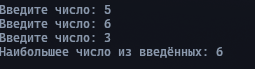 Введите число: 5
Введите число: 6
Введите число: 3
Наибольшее число из введённых: 6